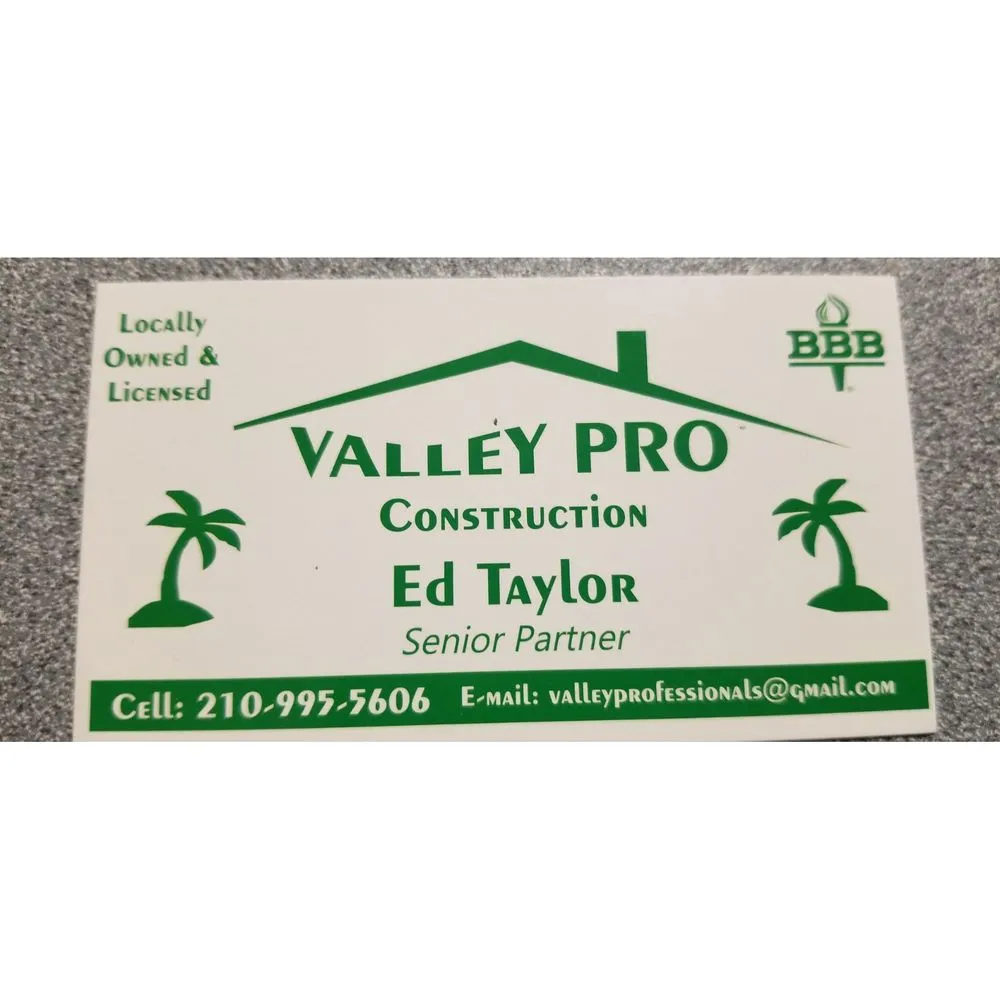 Locally
Owned &
Licensed
BBB
VALLEY PRO
Construction
Ed Taylor
Senior Partner
Cell: 210-995-5606 E-mail: valleyprofessionals@gmail.com